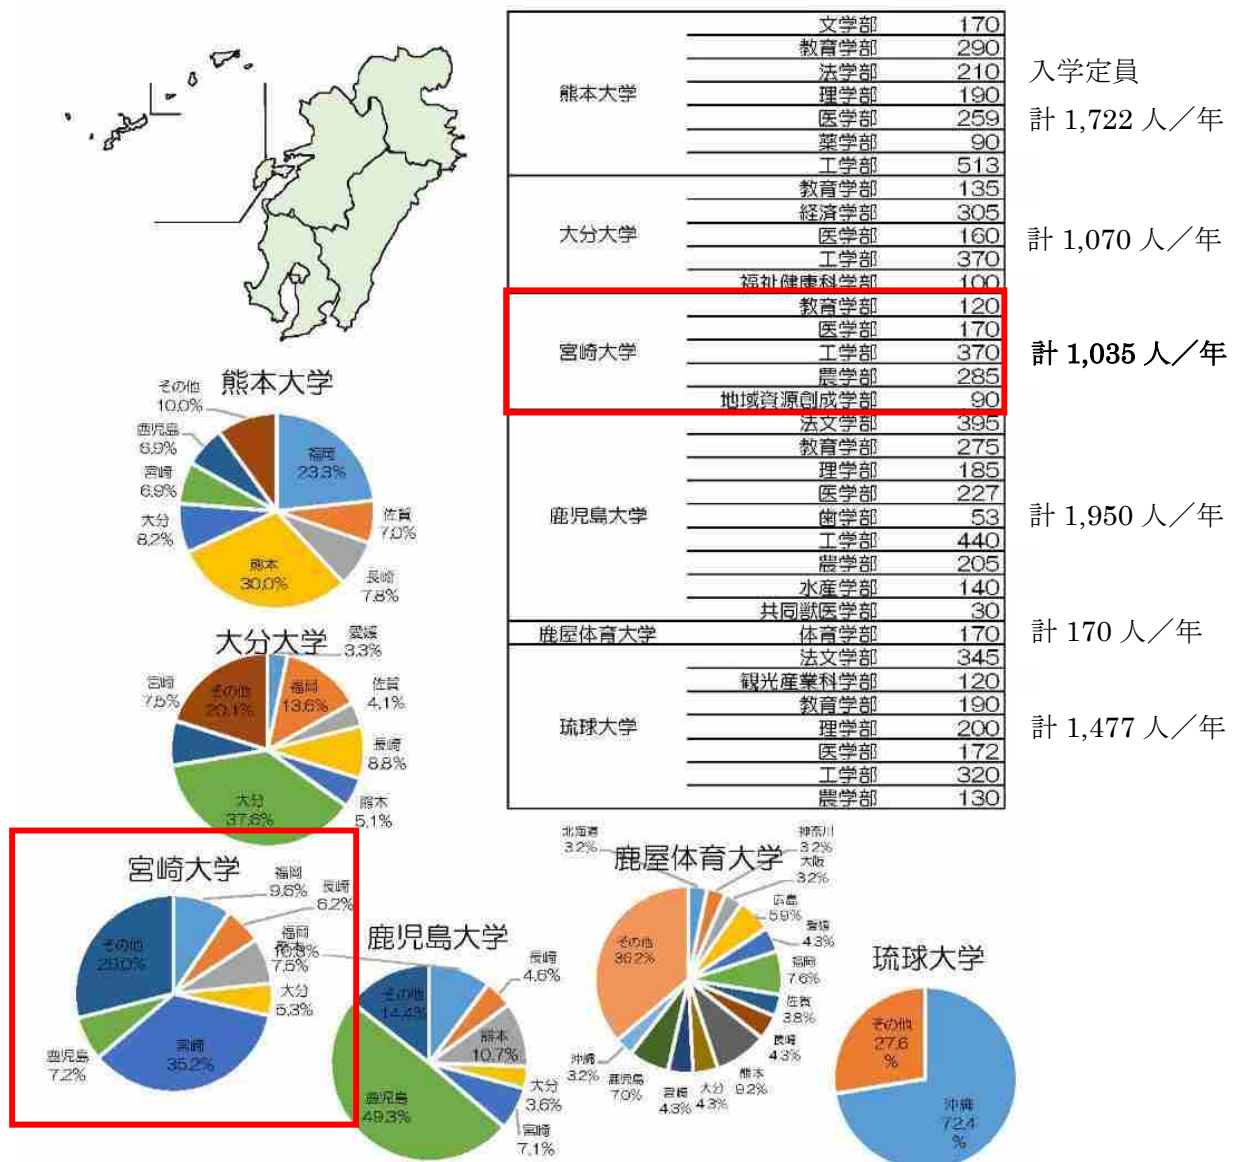 熊本大学
文学部 170
教育学部 290
法学部 210
理学部 190
医学部 259
薬学部 90
工学部 513
入学定員
計 1,722 人／年
大分大学
教育学部 135
経済学部 305
医学部 160
工学部 370
福祉健康科学部 100
計 1,070 人／年
宮崎大学
教育学部 120
医学部 170
工学部 370
農学部 285
地域資源創成学部 90
計 1,035 人／年
鹿児島大学
法文学部 395
教育学部 275
理学部 185
医学部 227
歯学部 53
工学部 440
農学部 205
水産学部 140
共同獣医学部 30
計 1,950 人／年
鹿屋体育大学 体育学部 170
計 170 人／年
琉球大学
法文学部 345
観光産業科学部 120
教育学部 190
理学部 200
医学部 172
工学部 320
農学部 130
計 1,477 人／年
熊本大学
福岡
23.3%
佐賀
7.0%
長崎
7.8%
熊本
30.0%
大分
8.2%
宮崎
6.9%
鹿児島
6.9%
その他
10.0%
大分大学
愛媛
3.3%
福岡
13.6%
佐賀
4.1%
長崎
8.8%
熊本
5.1%
大分
37.6%
宮崎
7.5%
その他
20.1%
宮崎大学
福岡
9.6%
長崎
6.2%
熊本
7.5%
大分
5.3%
宮崎
35.2%
鹿児島
7.2%
その他
29.0%
鹿児島大学
福岡
10.3%
長崎
4.6%
熊本
10.7%
大分
3.6%
宮崎
7.1%
鹿児島
49.3%
その他
14.4%
鹿屋体育大学
北海道
3.2%
神奈川
3.2%
大阪
3.2%
広島
5.9%
愛媛
4.3%
福岡
7.6%
佐賀
3.8%
長崎
4.3%
熊本
9.2%
大分
4.3%
宮崎
4.3%
鹿児島
7.0%
沖縄
3.2%
その他
36.2%
琉球大学
その他
27.6
%
沖縄
72.4
%